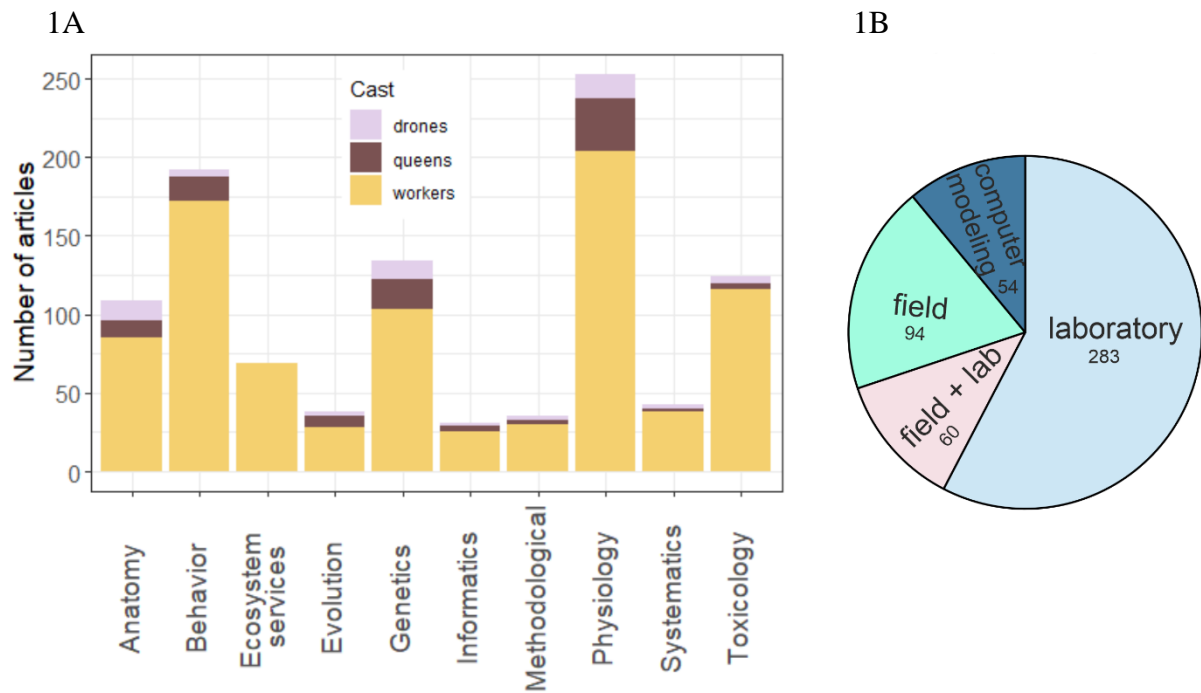 1A
1B
Number of articles
250
200
150
100
50
0
Cast
drones
queens
workers
Anatomy
Behavior
Ecosystem
services
Evolution
Genetics
Informatics
Methodological
Physiology
Systematics
Toxicology
computer
modeling
54
field
94
field + lab
60
laboratory
283